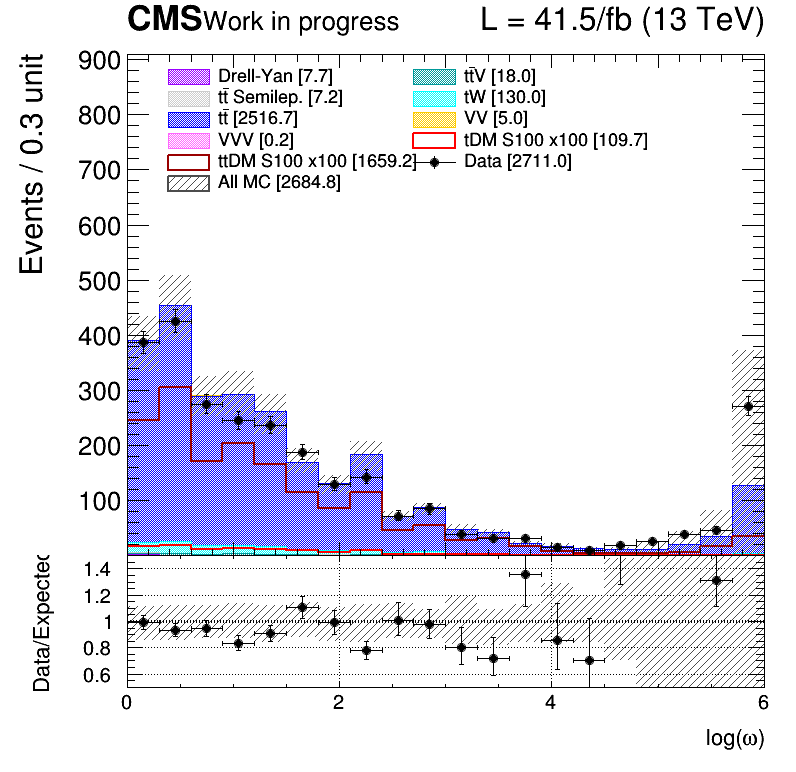 CMS Work in progress L = 41.5/fb (13 TeV)
Events / 0.3 unit
900
800
700
600
500
400
300
200
100
Drell-Yan [7.7] tt̄V [18.0]
tt̄ Semilep. [7.2] tW [130.0]
tt̄ [2516.7] VV [5.0]
VVV [0.2] tDM S100 x100 [109.7]
ttDM S100 x100 [1659.2] Data [2711.0]
All MC [2684.8]
Data/Expected
1.4
1.2
1
0.8
0.6
0 2 4 6
log(ω)